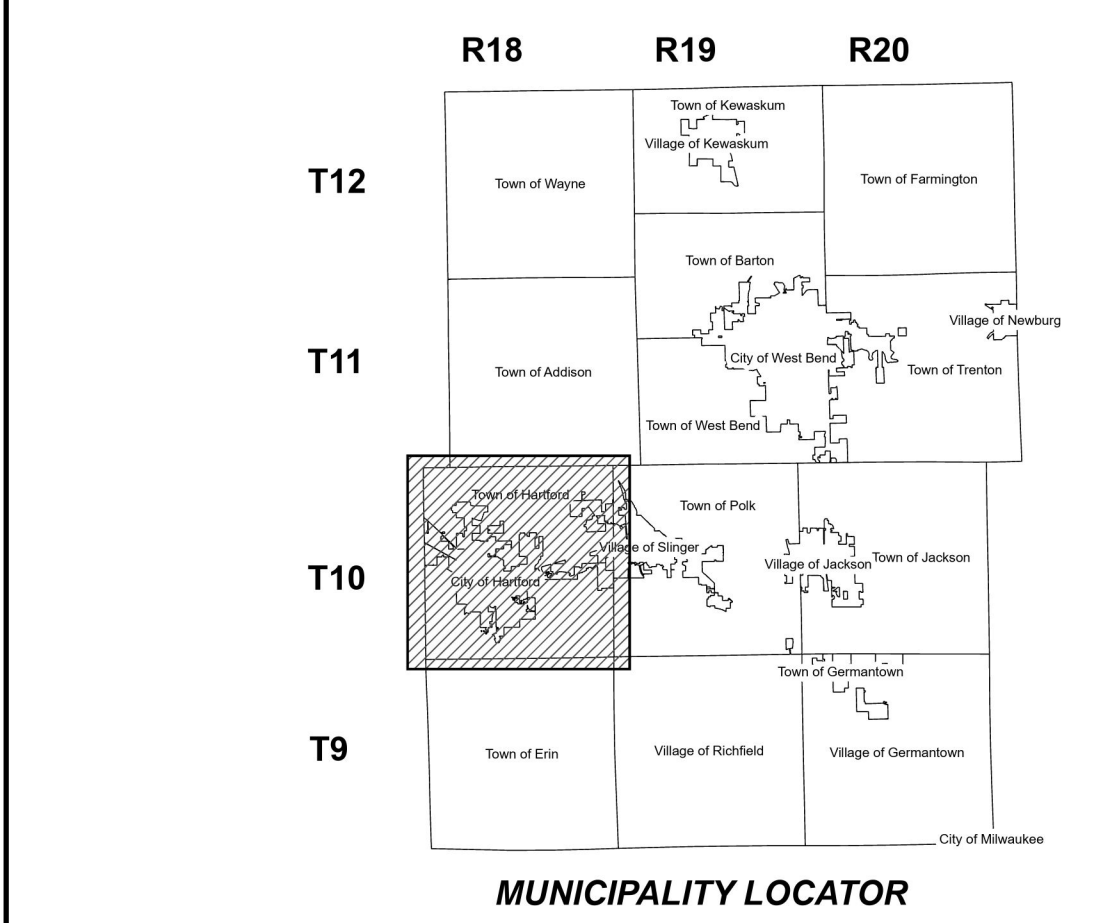 R18 R19 R20
Town of Kewaskum
Village of Kewaskum
T12
Town of Wayne
Town of Farmington
Town of Barton
Village of Newburg
T11
City of West Bend
Town of Addison
Town of Trenton
Town of West Bend
Town of Hartford
Town of Polk
Village of Slinger
Village of Jackson
Town of Jackson
T10
City of Hartford
Town of Germantown
T9
Town of Erin
Village of Richfield
Village of Germantown
City of Milwaukee
MUNICIPALITY LOCATOR